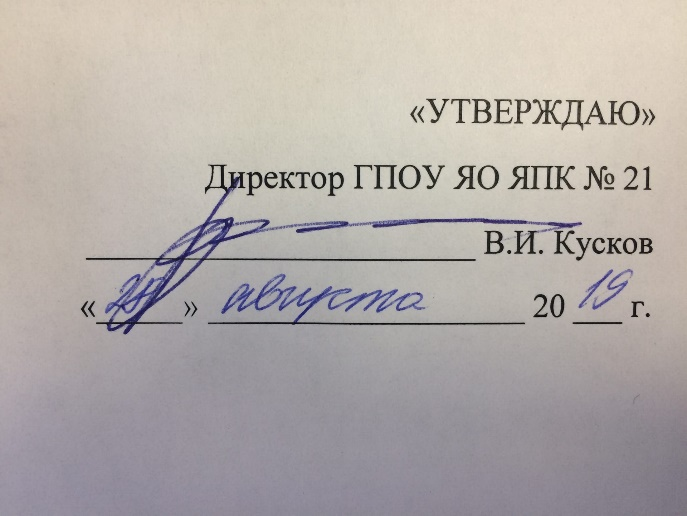 «УТВЕРЖДАЮ»
Директор ГПОУ ЯО ЯПК № 21
В.И. Кусков
« » августа 20 19 г.